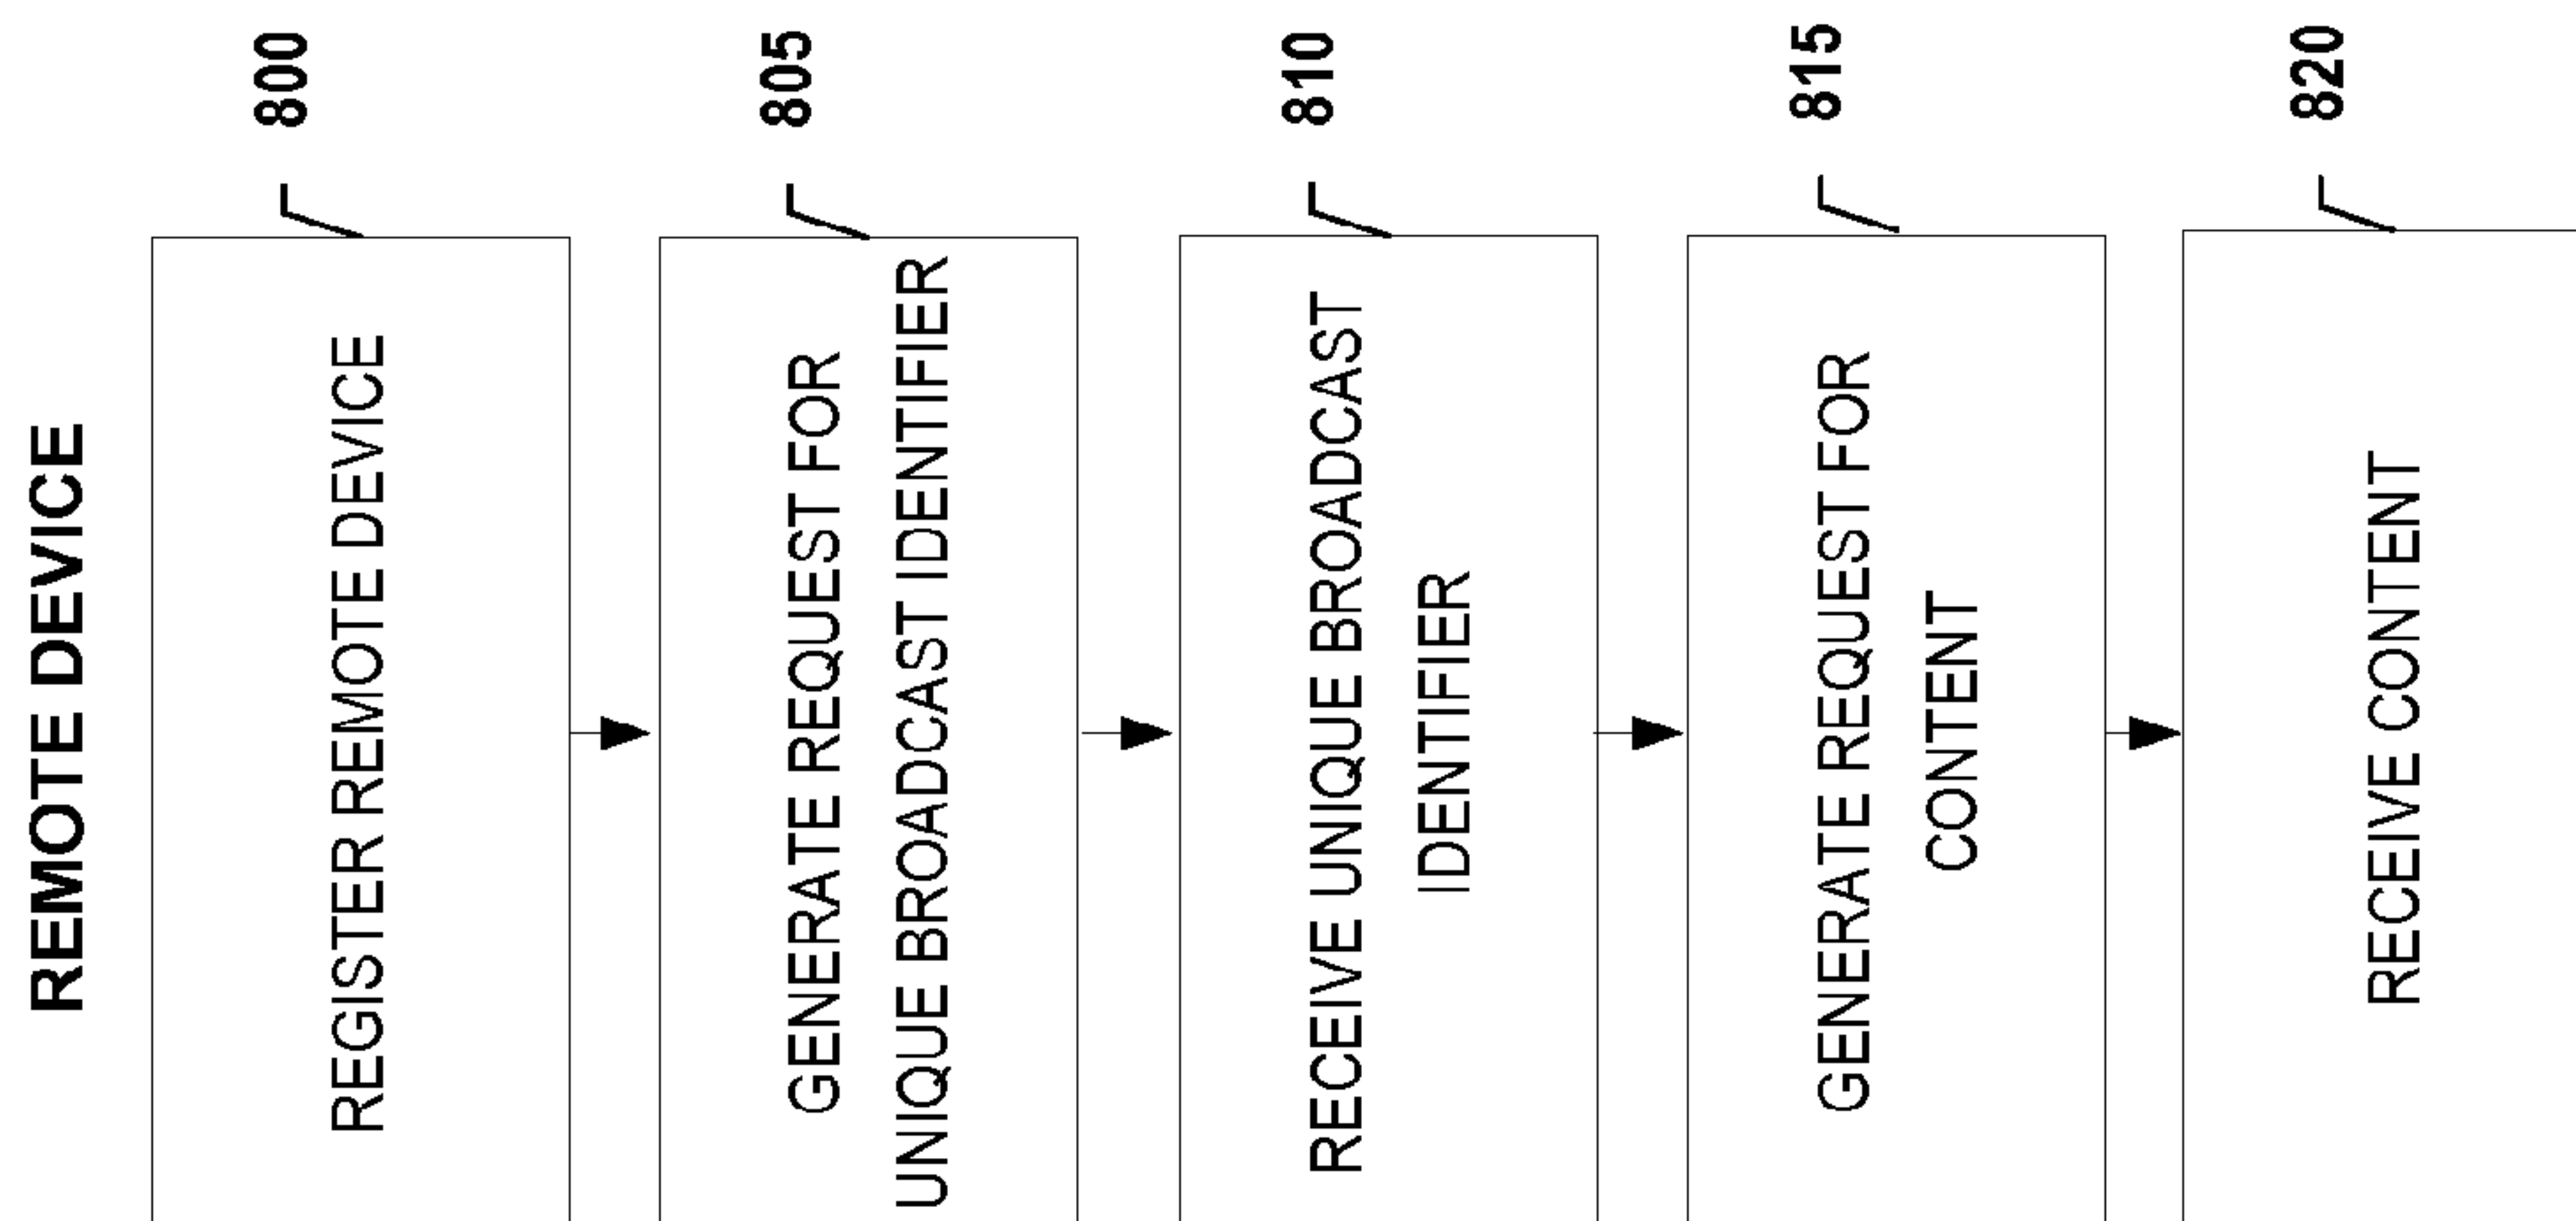 REMOTE DEVICE
800
REGISTER REMOTE DEVICE
805
GENERATE REQUEST FOR
UNIQUE BROADCAST IDENTIFIER
810
RECEIVE UNIQUE BROADCAST
IDENTIFIER
815
GENERATE REQUEST FOR
CONTENT
820
RECEIVE CONTENT